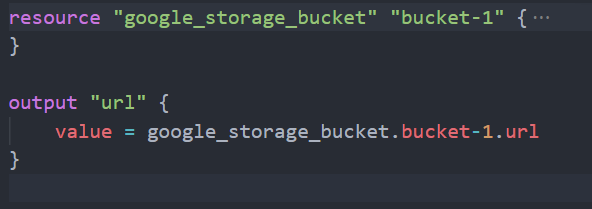 resource "google_storage_bucket" "bucket-1" {···
}
output "url" {
    value = google_storage_bucket.bucket-1.url
}